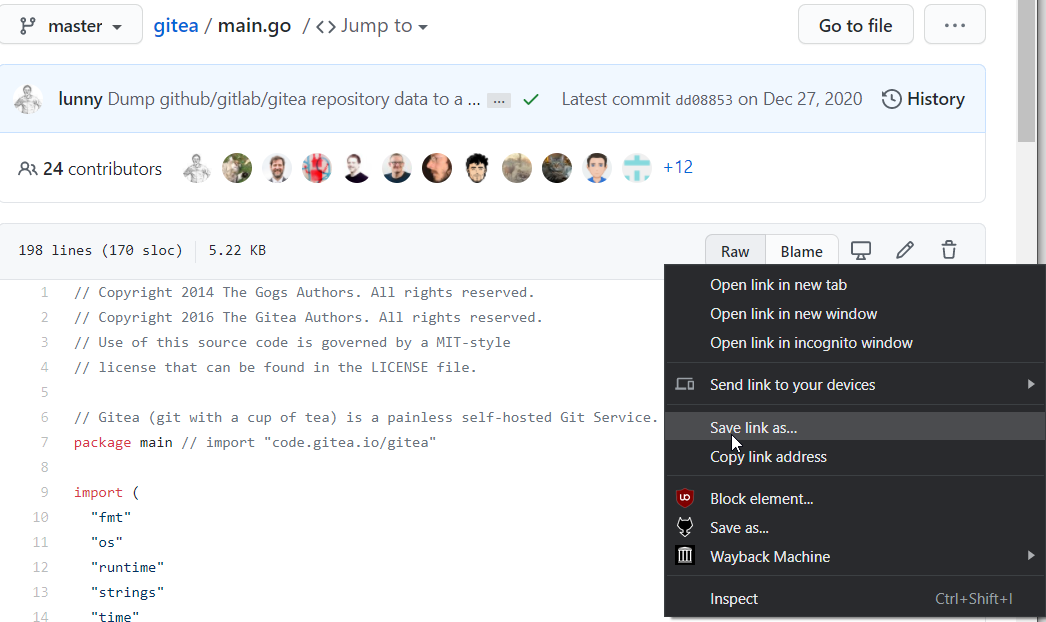 master gitea / main.go / <> Jump to Go to file ...
lunny Dump github/gitlab/gitea repository data to a ... ... Latest commit dd08853 on Dec 27, 2020 History
24 contributors +12
198 lines (170 sloc) 5.22 KB Raw Blame
1 // Copyright 2014 The Gogs Authors. All rights reserved.
2 // Copyright 2016 The Gitea Authors. All rights reserved.
3 // Use of this source code is governed by a MIT-style
4 // license that can be found in the LICENSE file.
5
6 // Gitea (git with a cup of tea) is a painless self-hosted Git Service.
7 package main // import "code.gitea.io/gitea"
8
9 import (
10 "fmt"
11 "os"
12 "runtime"
13 "strings"
14 "time"
Open link in new tab
Open link in new window
Open link in incognito window
Send link to your devices
Save link as...
Copy link address
Block element...
Save as...
Wayback Machine
Inspect Ctrl+Shift+I